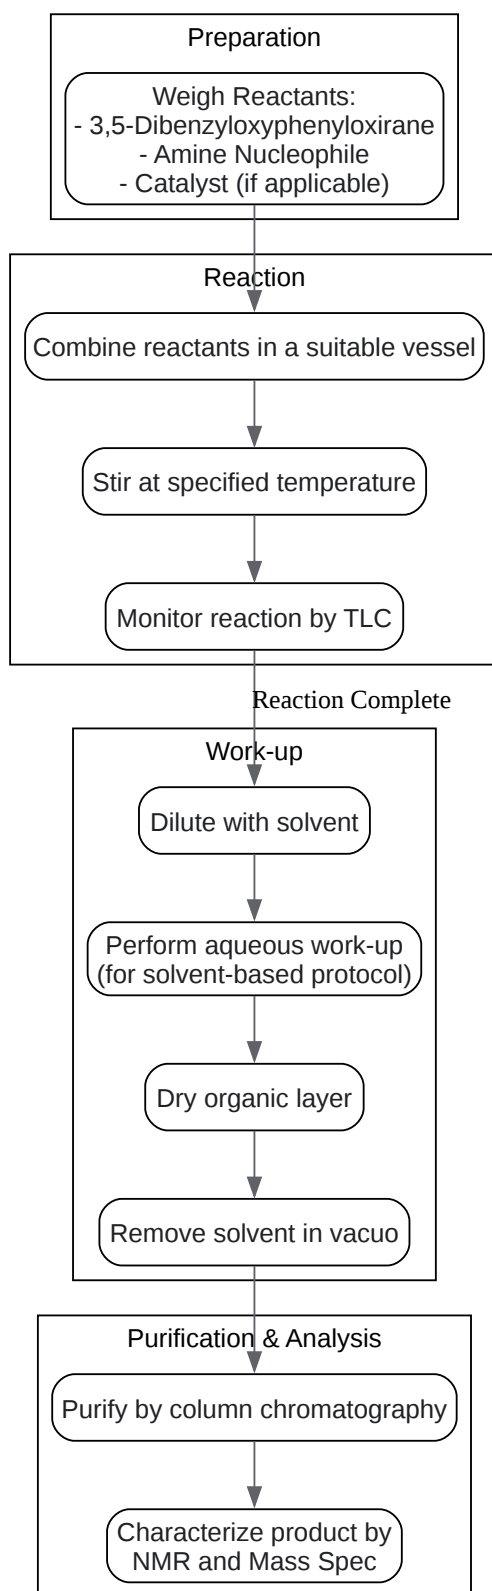 Preparation
Weigh Reactants:
- 3,5-Dibenzyloxyphenyloxirane
- Amine Nucleophile
- Catalyst (if applicable)
Reaction
Combine reactants in a suitable vessel
Stir at specified temperature
Monitor reaction by TLC
Reaction Complete
Work-up
Dilute with solvent
Perform aqueous work-up
(for solvent-based protocol)
Dry organic layer
Remove solvent in vacuo
Purification & Analysis
Purify by column chromatography
Characterize product by
NMR and Mass Spec